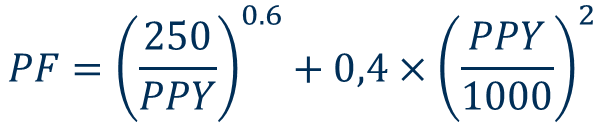 PF = (250/PPY)^0.6 + 0,4 × (PPY/1000)^2